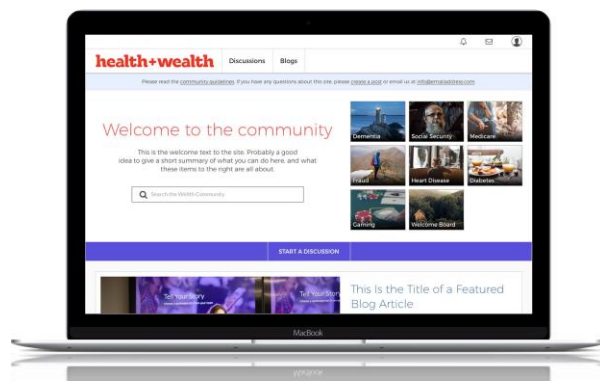 health+wealth
Discussions Blogs
Please read the community guidelines. If you have any questions about this site, please create a post or email us at info@emailaddress.com
Welcome to the community
This is the welcome text to the site. Probably a good
idea to give a short summary of what you can do here, and what
these items to the right are all about.
Search the Wealth Community
Dementia Social Security Medicare
Fraud Heart Disease Diabetes
Gaming Welcome Board
START A DISCUSSION
Tell Your Story Tell Your Story
This Is the Title of a Featured
Blog Article
MacBook